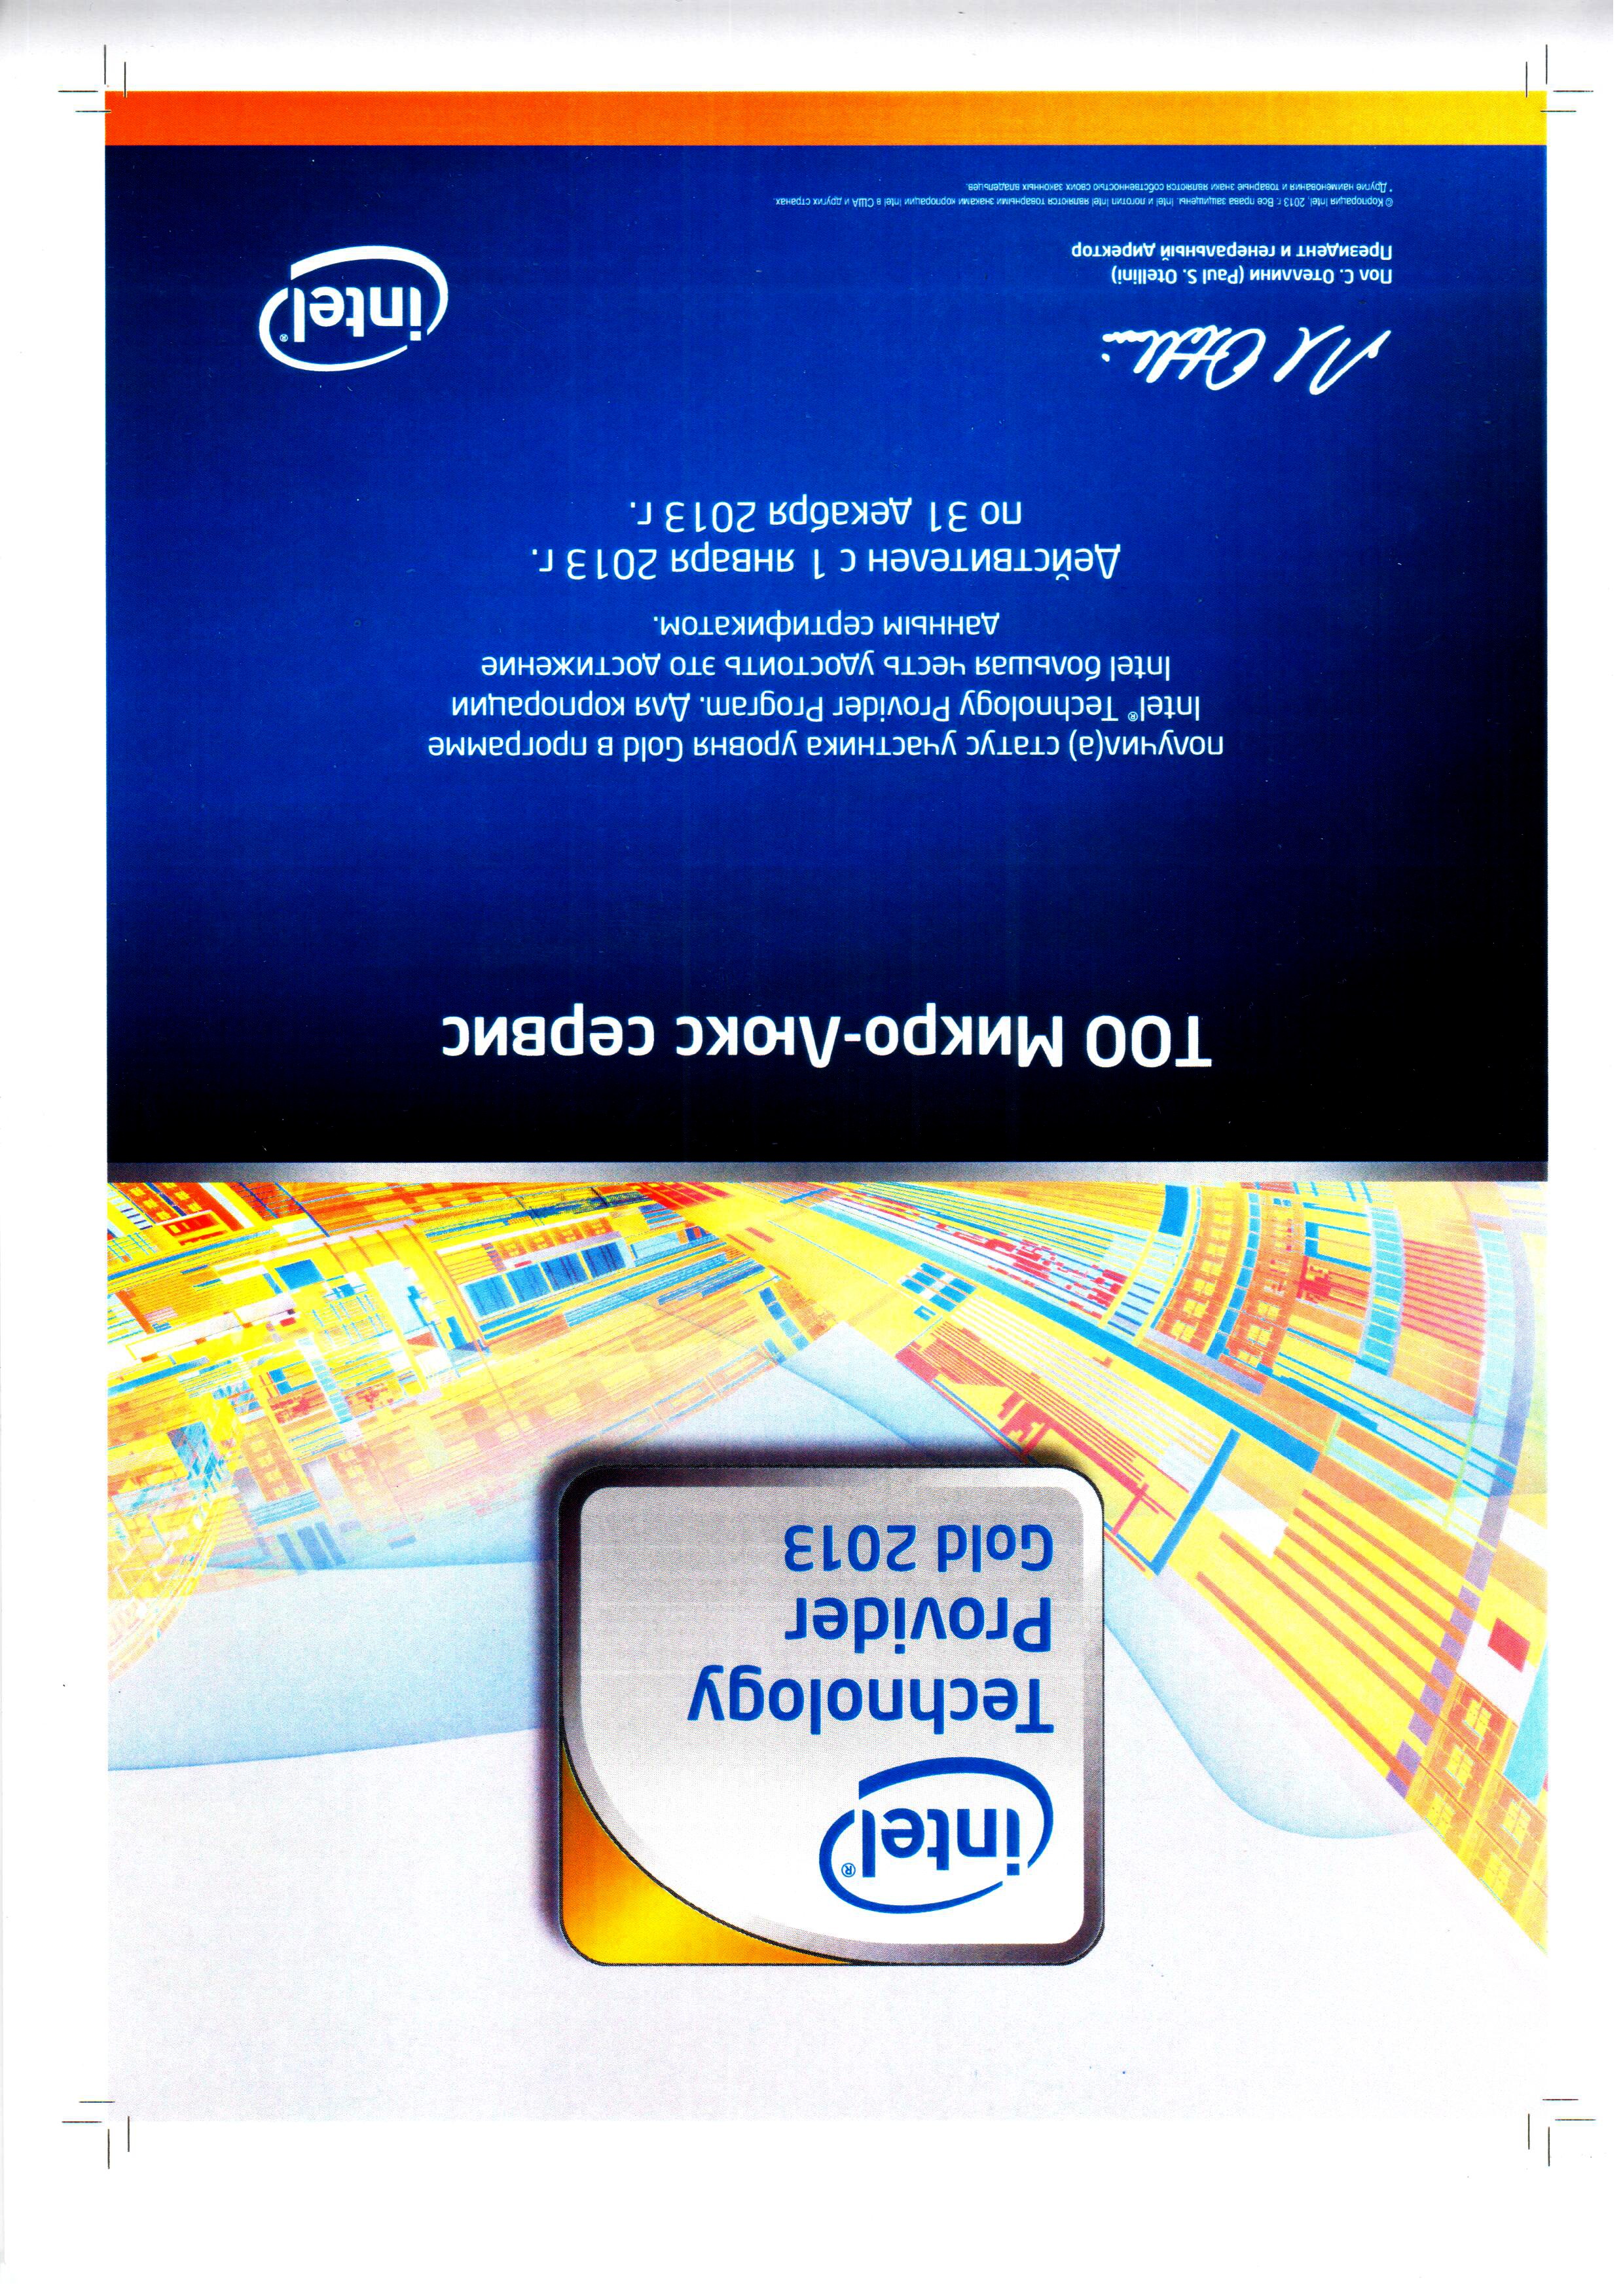 intel®
Technology
Provider
Gold 2013
ТОО Микро-Люкс сервис
получил(а) статус участника уровня Gold в программе
Intel® Technology Provider Program. Для корпорации
Intel большая честь удостоить это достижение
данным сертификатом.
Действителен с 1 января 2013 г.
по 31 декабря 2013 г.
Otellini
intel®
Пол С. Отеллини (Paul S. Otellini)
Президент и генеральный директор
© Корпорация Intel, 2013 г. Все права защищены. Intel и логотип Intel являются товарными знаками корпорации Intel в США и других странах.
* Другие наименования и товарные знаки являются собственностью своих законных владельцев.